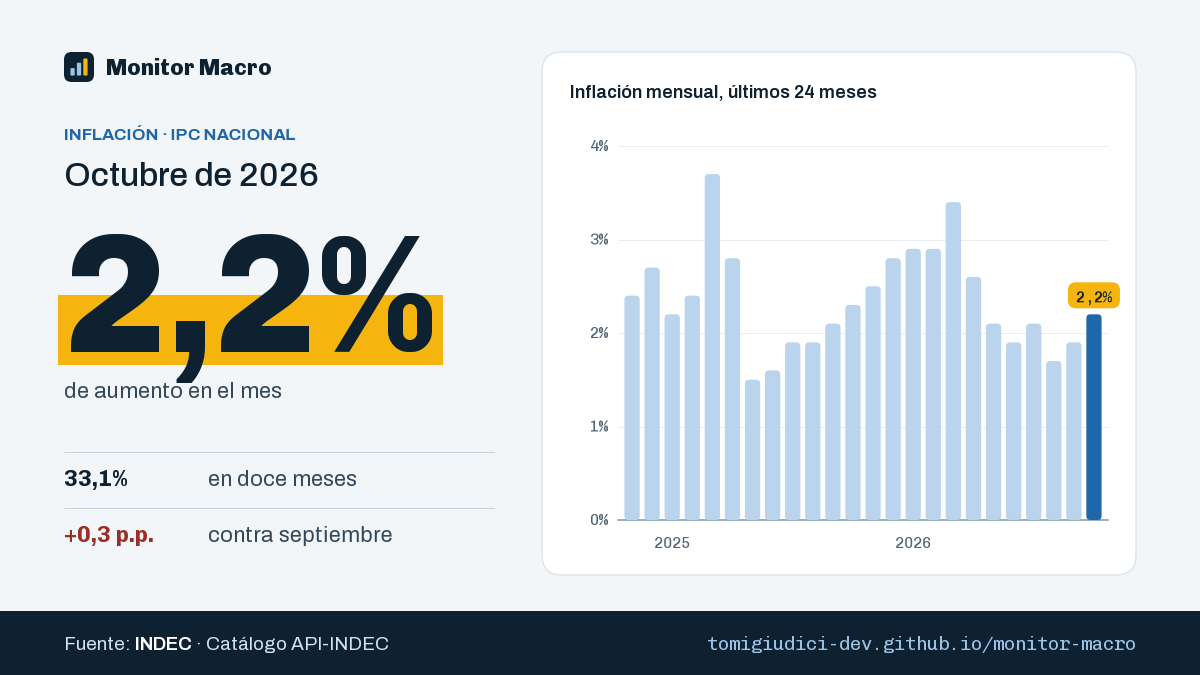 Monitor Macro
INFLACIÓN · IPC NACIONAL
Octubre de 2026
2,2%
de aumento en el mes
33,1% en doce meses
+0,3 p.p. contra septiembre
Inflación mensual, últimos 24 meses
4%
3%
2%
1%
0%
2,2%
2025 2026
Fuente: INDEC · Catálogo API-INDEC
tomigiudici-dev.github.io/monitor-macro